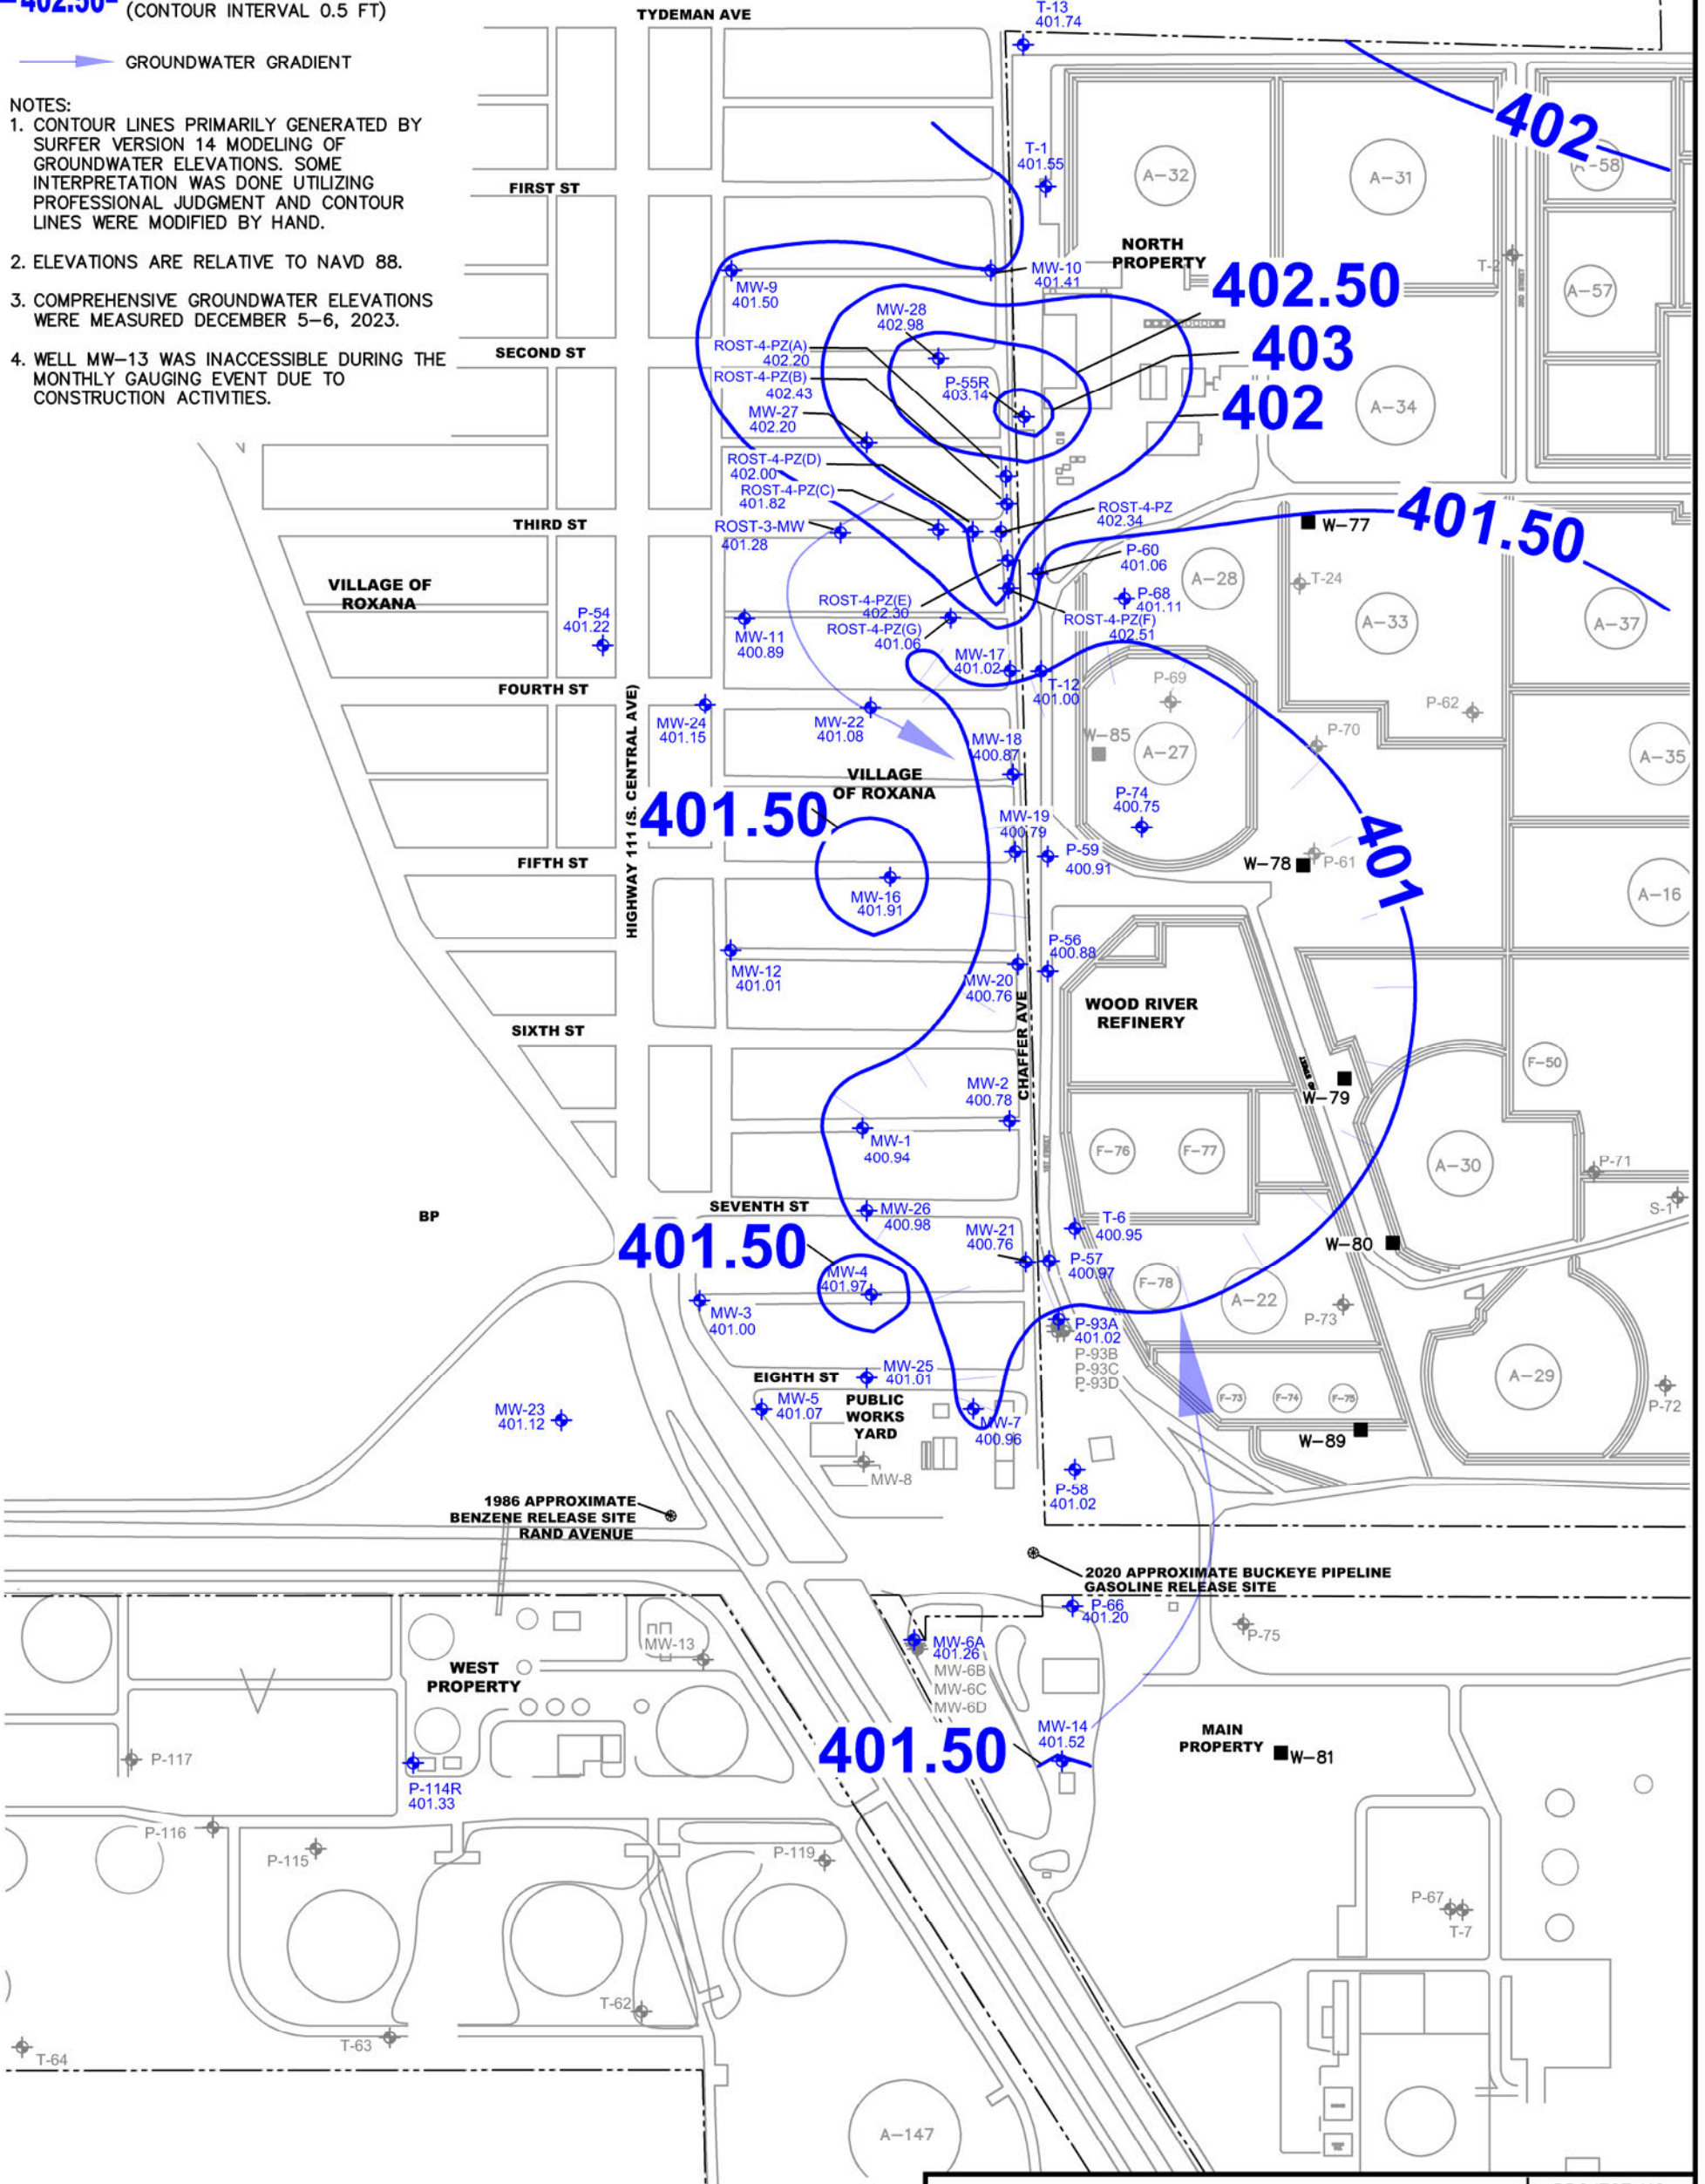 402.50
(CONTOUR INTERVAL 0.5 FT)
GROUNDWATER GRADIENT
NOTES:
1. CONTOUR LINES PRIMARILY GENERATED BY
SURFER VERSION 14 MODELING OF
GROUNDWATER ELEVATIONS. SOME
INTERPRETATION WAS DONE UTILIZING
PROFESSIONAL JUDGMENT AND CONTOUR
LINES WERE MODIFIED BY HAND.
2. ELEVATIONS ARE RELATIVE TO NAVD 88.
3. COMPREHENSIVE GROUNDWATER ELEVATIONS
WERE MEASURED DECEMBER 5-6, 2023.
4. WELL MW-13 WAS INACCESSIBLE DURING THE
MONTHLY GAUGING EVENT DUE TO
CONSTRUCTION ACTIVITIES.
TYDEMAN AVE
T-13
401.74
402
T-1
401.55
A-32
A-31
A-58
FIRST ST
NORTH
PROPERTY
T-2
3RD STREET
A-57
MW-9
401.50
MW-10
401.41
402.50
MW-28
402.98
403
SECOND ST
ROST-4-PZ(A)
402.20
ROST-4-PZ(B)
402.43
P-55R
403.14
402
A-34
MW-27
402.20
ROST-4-PZ(D)
402.00
ROST-4-PZ(C)
401.82
ROST-4-PZ
402.34
401.50
THIRD ST
ROST-3-MW
401.28
W-77
P-60
401.06
A-28
T-24
VILLAGE OF
ROXANA
P-68
401.11
ROST-4-PZ(E)
402.30
ROST-4-PZ(F)
402.51
ROST-4-PZ(G)
401.06
A-33
A-37
P-54
401.22
MW-11
400.89
MW-17
401.02
T-12
401.00
P-69
FOURTH ST
P-62
MW-24
401.15
MW-22
401.08
MW-18
400.87
W-85
A-27
P-70
A-35
HIGHWAY 111 (S. CENTRAL AVE)
VILLAGE
OF ROXANA
401.50
P-74
400.75
MW-19
400.79
P-59
400.91
401
FIFTH ST
W-78
P-61
MW-16
401.91
A-16
P-56
400.88
MW-12
401.01
MW-20
400.76
WOOD RIVER
REFINERY
SIXTH ST
CHAFFER AVE
F-50
W-79
MW-2
400.78
MW-1
400.94
1ST STREET
F-76
F-77
A-30
P-71
S-1
BP
SEVENTH ST
MW-26
400.98
T-6
400.95
MW-21
400.76
401.50
W-80
P-57
400.97
F-78
A-22
MW-4
401.97
MW-3
401.00
P-73
P-93A
401.02
P-93B
P-93C
P-93D
EIGHTH ST
MW-25
401.01
A-29
F-73
F-74
F-75
P-72
MW-5
401.07
PUBLIC
WORKS
YARD
MW-23
401.12
MW-7
400.96
W-89
MW-8
P-58
401.02
1986 APPROXIMATE
BENZENE RELEASE SITE
RAND AVENUE
2020 APPROXIMATE BUCKEYE PIPELINE
GASOLINE RELEASE SITE
P-66
401.20
P-75
MW-13
MW-6A
401.26
MW-6B
MW-6C
MW-6D
WEST
PROPERTY
401.50
MW-14
401.52
MAIN
PROPERTY
W-81
P-117
P-114R
401.33
P-116
P-115
P-119
P-67
T-7
T-62
T-63
T-64
A-147